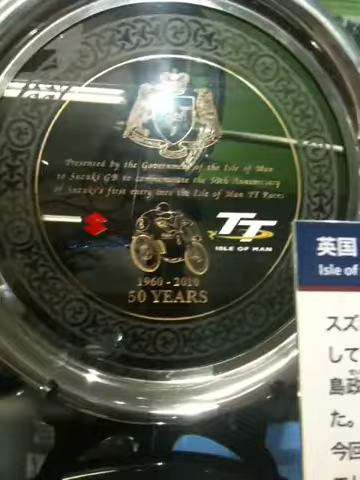 Presented by the Government of the Isle of Man
to Suzuki GB to commemorate the 50th Anniversary
of Suzuki's first entry into the Isle of Man TT Races
SUZUKI
TT
ISLE OF MAN
1960 - 2010
50 YEARS
英国
Isle of
スズ
して
島政
た。
今回